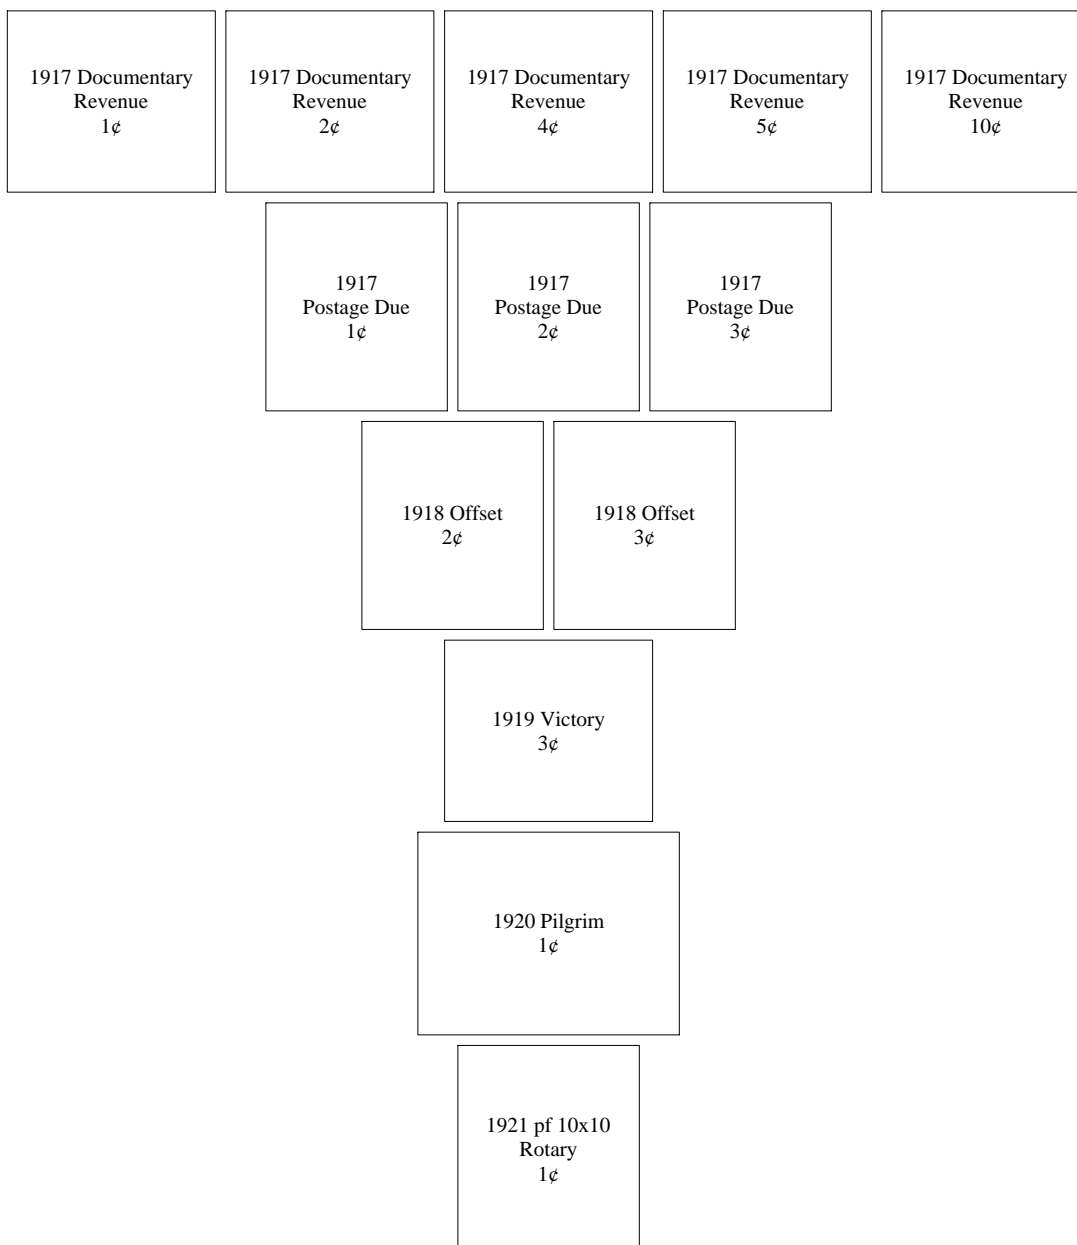 1917 Documentary
Revenue
1¢
1917 Documentary
Revenue
2¢
1917 Documentary
Revenue
4¢
1917 Documentary
Revenue
5¢
1917 Documentary
Revenue
10¢
1917
Postage Due
1¢
1917
Postage Due
2¢
1917
Postage Due
3¢
1918 Offset
2¢
1918 Offset
3¢
1919 Victory
3¢
1920 Pilgrim
1¢
1921 pf 10x10
Rotary
1¢